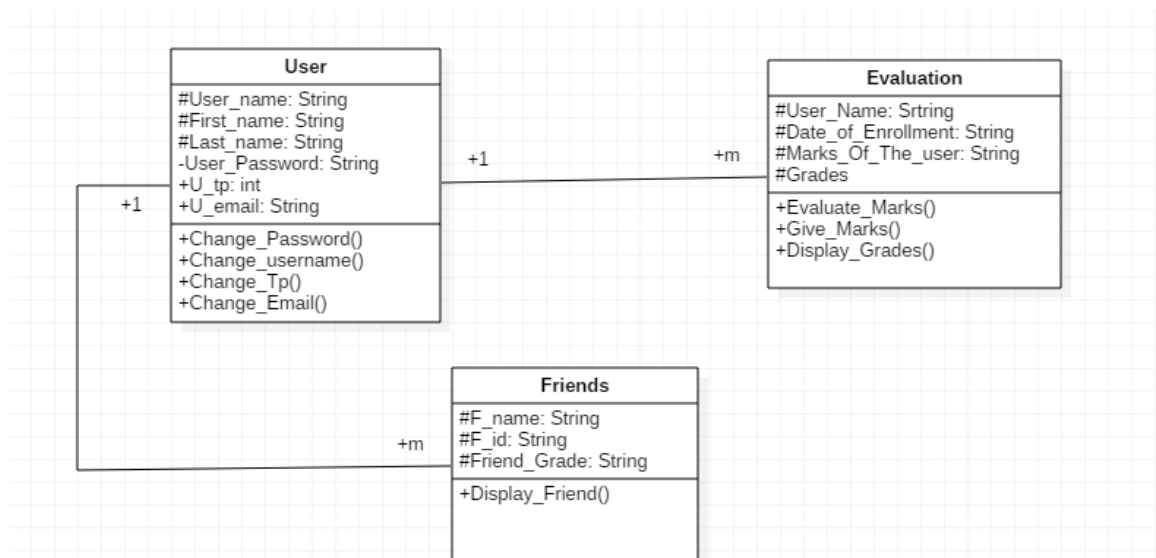 User
#User_name: String
#First_name: String
#Last_name: String
-User_Password: String
+U_tp: int
+U_email: String
+Change_Password()
+Change_username()
+Change_Tp()
+Change_Email()
+1
+m
Evaluation
#User_Name: Srtring
#Date_of_Enrollment: String
#Marks_Of_The_user: String
#Grades
+Evaluate_Marks()
+Give_Marks()
+Display_Grades()
+1
+m
Friends
#F_name: String
#F_id: String
#Friend_Grade: String
+Display_Friend()